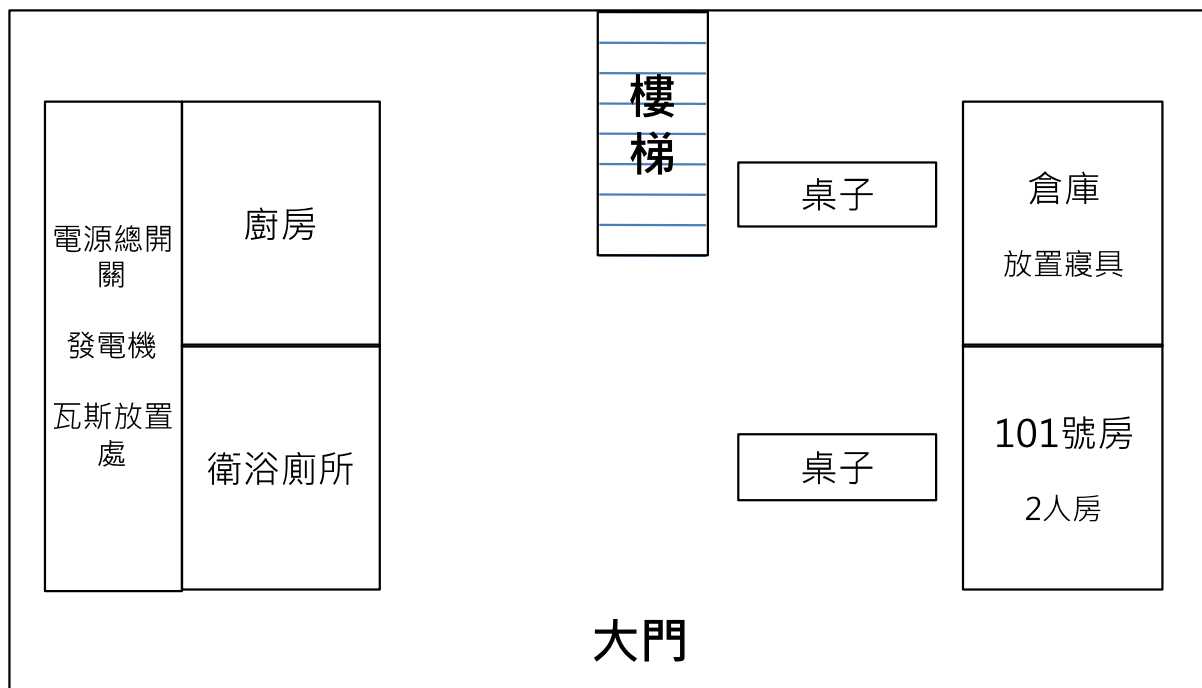 樓
梯
電源總開
關
發電機
瓦斯放置
處
廚房
衛浴廁所
桌子
桌子
倉庫
放置寢具
101號房
2人房
大門